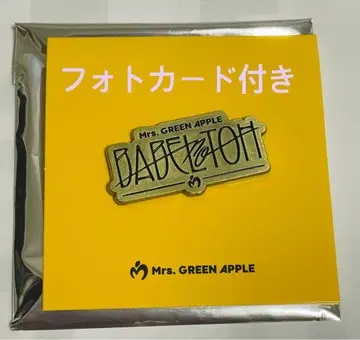 フォトカード付き
Mrs. GREEN APPLE
BABEL no TOH
Mrs. GREEN APPLE